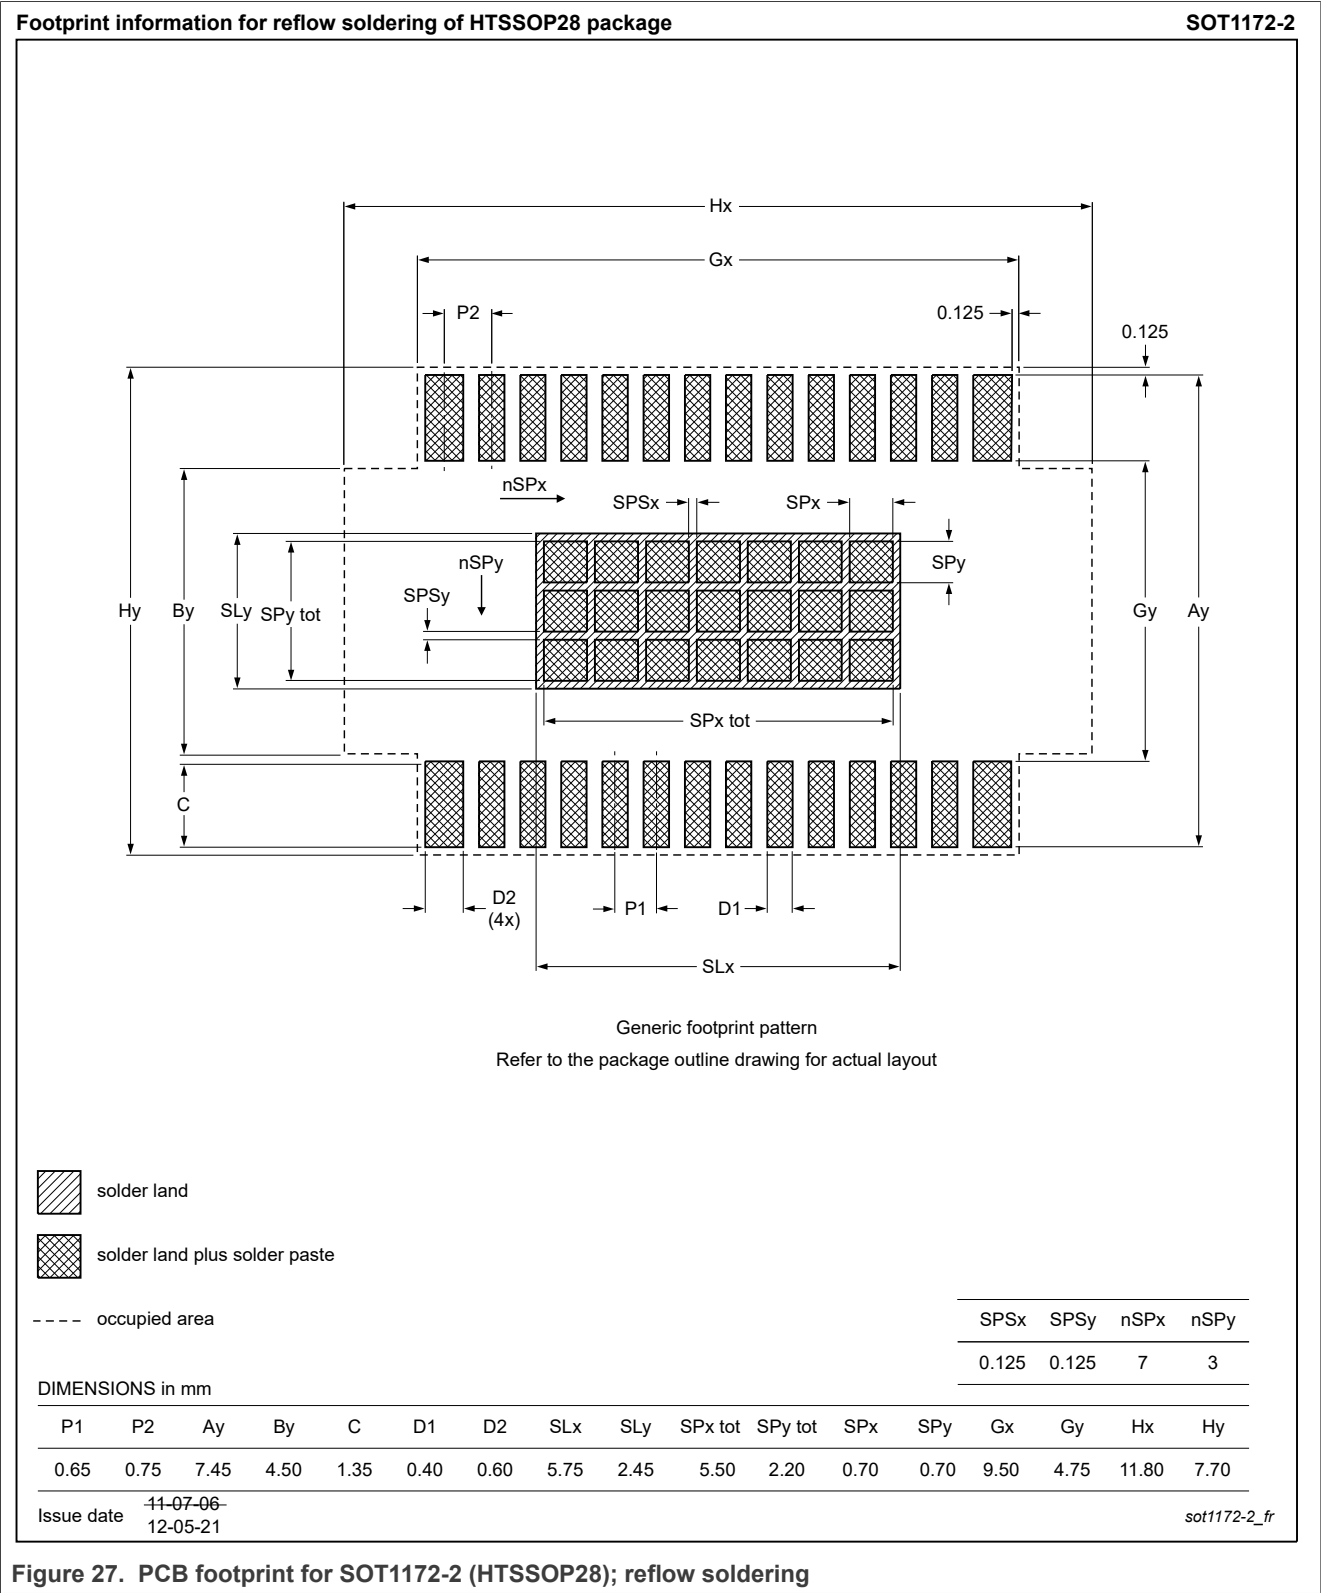 Footprint information for reflow soldering of HTSSOP28 package SOT1172-2
Hx
Gx
P2 0.125
0.125
nSPx
SPSx SPx
nSPy SPy
SPSy
Hy By SLy SPy tot Gy Ay
SPx tot
C
D2
(4x)
P1 D1
SLx
Generic footprint pattern
Refer to the package outline drawing for actual layout
solder land
solder land plus solder paste
occupied area
SPSx SPSy nSPx nSPy
0.125 0.125 7 3
DIMENSIONS in mm
P1 P2 Ay By C D1 D2 SLx SLy SPx tot SPy tot SPx SPy Gx Gy Hx Hy
0.65 0.75 7.45 4.50 1.35 0.40 0.60 5.75 2.45 5.50 2.20 0.70 0.70 9.50 4.75 11.80 7.70
Issue date 11-07-06
12-05-21
sot1172-2_fr
Figure 27. PCB footprint for SOT1172-2 (HTSSOP28); reflow soldering